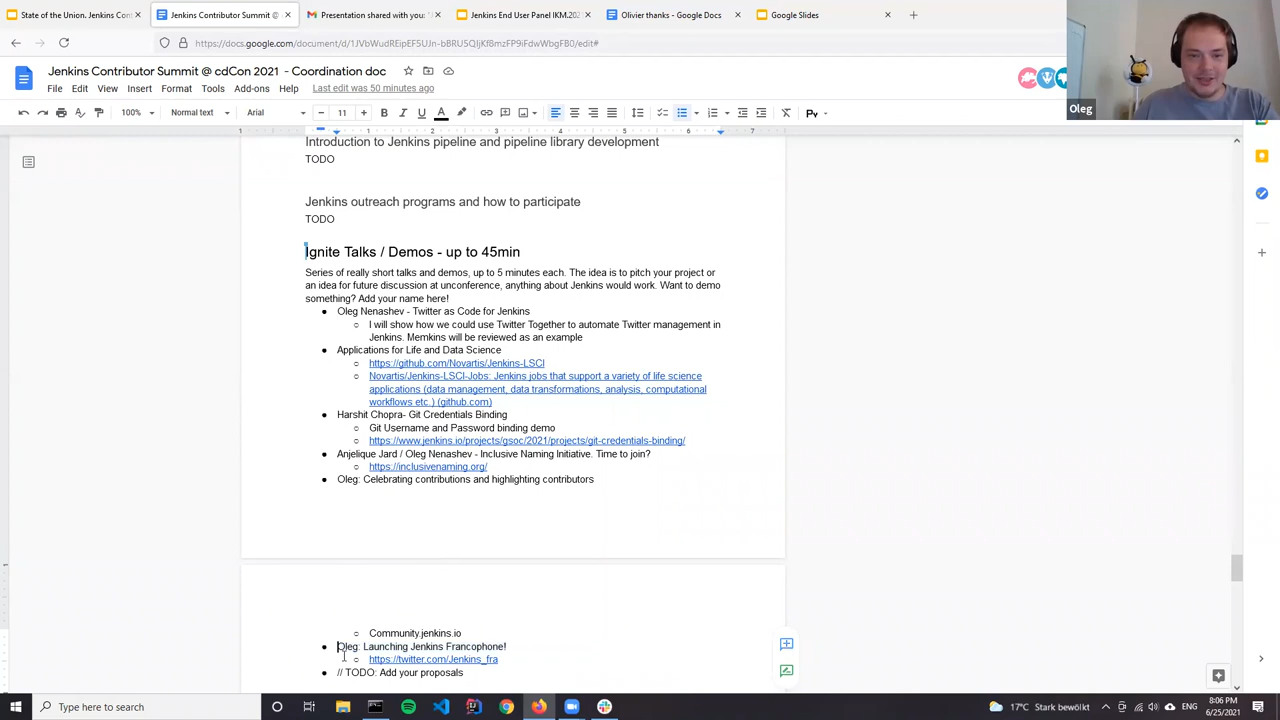 State of the Union. Jenkins Cont
Jenkins Contributor Summit @
Presentation shared with you:
Jenkins End User Panel IKM.202
Olivier thanks - Google Docs
Google Slides
Jenkins Contributor Summit @ cdCon 2021 - Coordination doc
File Edit View Insert Format Tools Add-ons Help Last edit was 50 minutes ago
100% Normal text Arial 11
Oleg
1 1 2 3 4 5 6 7
Introduction to Jenkins pipeline and pipeline library development
TODO
Jenkins outreach programs and how to participate
TODO
Ignite Talks / Demos - up to 45min
Series of really short talks and demos, up to 5 minutes each. The idea is to pitch your project or
an idea for future discussion at unconference, anything about Jenkins would work. Want to demo
something? Add your name here!
● Oleg Nenashev - Twitter as Code for Jenkins
○ I will show how we could use Twitter Together to automate Twitter management in
Jenkins. Memkins will be reviewed as an example
● Applications for Life and Data Science
○ https://github.com/Novartis/Jenkins-LSCI
○ Novartis/Jenkins-LSCI-Jobs: Jenkins jobs that support a variety of life science
applications (data management, data transformations, analysis, computational
workflows etc.) (github.com)
● Harshit Chopra- Git Credentials Binding
○ Git Username and Password binding demo
○ https://www.jenkins.io/projects/gsoc/2021/projects/git-credentials-binding/
● Anjelique Jard / Oleg Nenashev - Inclusive Naming Initiative. Time to join?
○ https://inclusivenaming.org/
● Oleg: Celebrating contributions and highlighting contributors
○ Community.jenkins.io
● Oleg: Launching Jenkins Francophone!
○ https://twitter.com/Jenkins_fra
● // TODO: Add your proposals
Type here to search
17°C Stark bewölkt
ENG
8:06 PM
6/25/2021